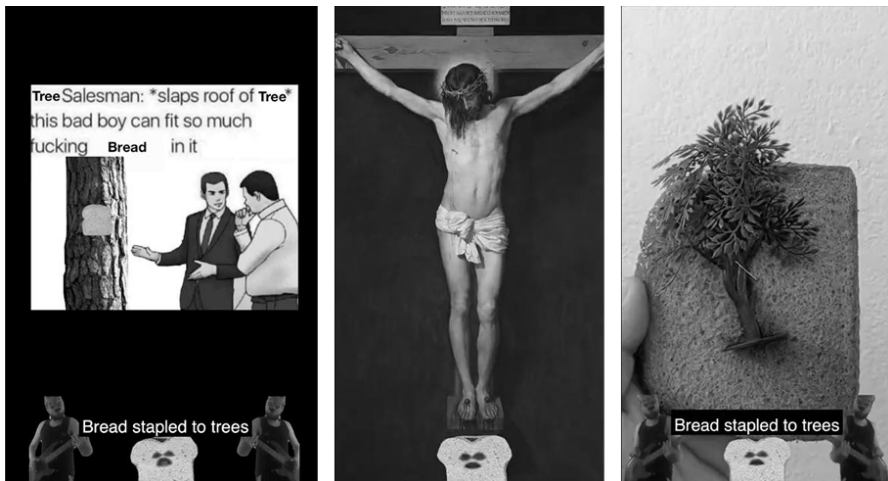 Tree Salesman: *slaps roof of Tree*
this bad boy can fit so much
fucking Bread in it
Bread stapled to trees
Bread stapled to trees